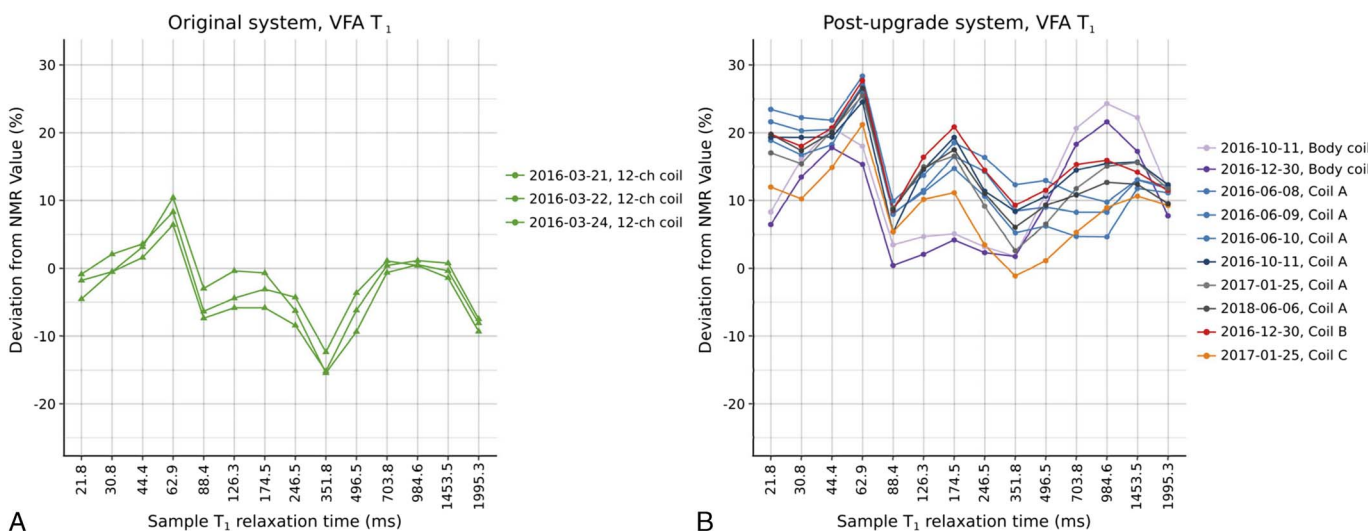 Original system, VFA T1
Deviation from NMR Value (%)
30
20
10
0
-10
-20
21.8
30.8
44.4
62.9
88.4
126.3
174.5
246.5
351.8
496.5
703.8
984.6
1453.5
1995.3
Sample T1 relaxation time (ms)
2016-03-21, 12-ch coil
2016-03-22, 12-ch coil
2016-03-24, 12-ch coil
A
Post-upgrade system, VFA T1
Deviation from NMR Value (%)
30
20
10
0
-10
-20
21.8
30.8
44.4
62.9
88.4
126.3
174.5
246.5
351.8
496.5
703.8
984.6
1453.5
1995.3
Sample T1 relaxation time (ms)
2016-10-11, Body coil
2016-12-30, Body coil
2016-06-08, Coil A
2016-06-09, Coil A
2016-06-10, Coil A
2016-10-11, Coil A
2017-01-25, Coil A
2018-06-06, Coil A
2016-12-30, Coil B
2017-01-25, Coil C
B